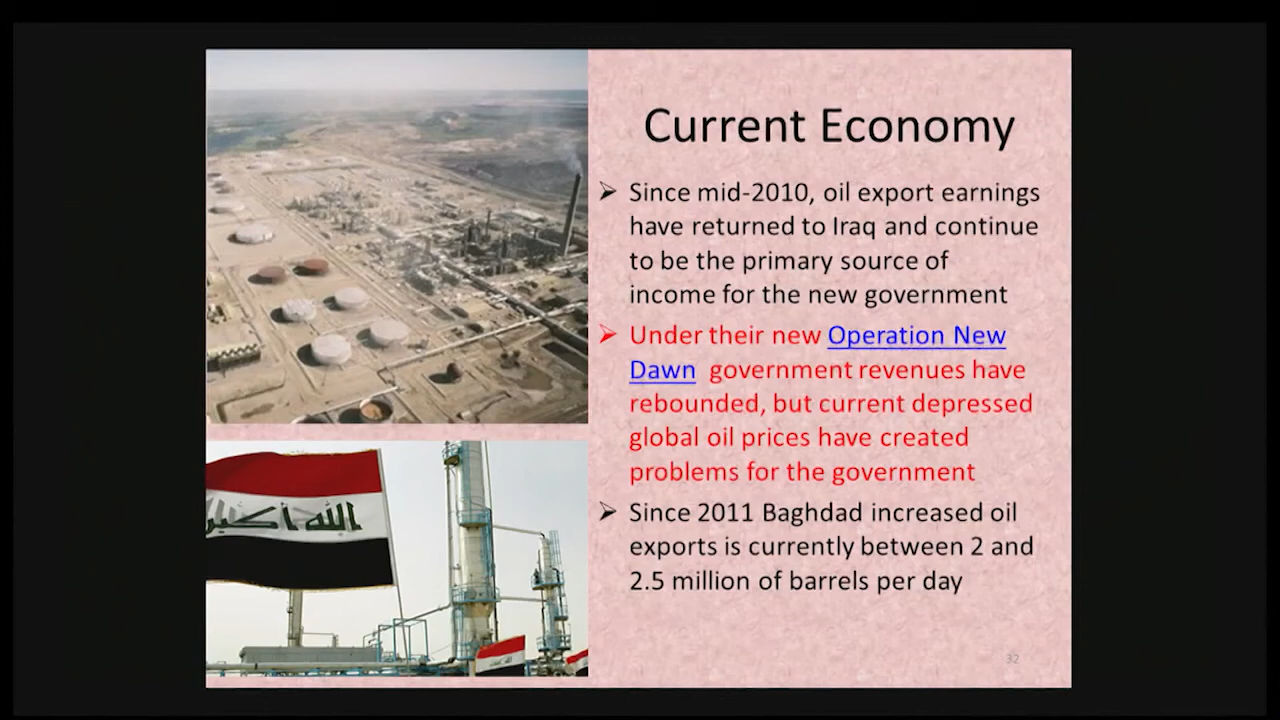 Current Economy
➢ Since mid-2010, oil export earnings
have returned to Iraq and continue
to be the primary source of
income for the new government
➢ Under their new Operation New
Dawn government revenues have
rebounded, but current depressed
global oil prices have created
problems for the government
➢ Since 2011 Baghdad increased oil
exports is currently between 2 and
2.5 million of barrels per day
الله اكبر
32